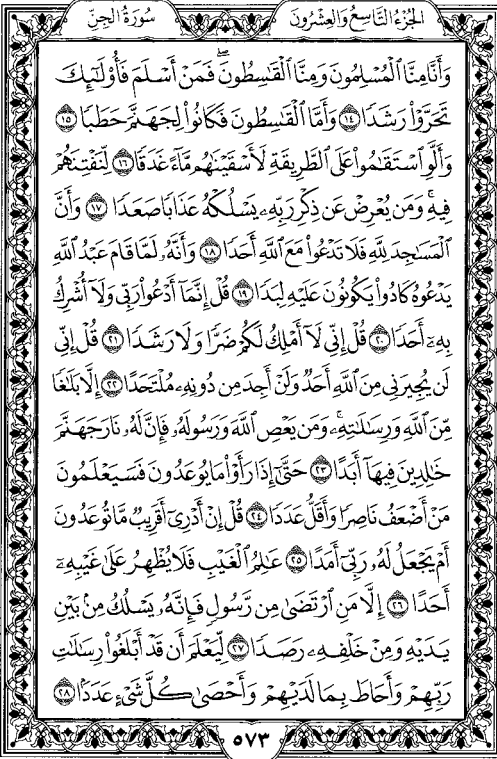 الجزء التاسع والعشرون
سورة الجن
وَأَنَّا مِنَّا ٱلْمُسْلِمُونَ وَمِنَّا ٱلْقَٰسِطُونَ ۖ فَمَنْ أَسْلَمَ فَأُو۟لَٰٓئِكَ
تَحَرَّوْا۟ رَشَدًا ١٤ وَأَمَّا ٱلْقَٰسِطُونَ فَكَانُوا۟ لِجَهَنَّمَ حَطَبًا ١٥
وَأَلَّوِ ٱسْتَقَٰمُوا۟ عَلَى ٱلطَّرِيقَةِ لَأَسْقَيْنَٰهُم مَّآءً غَدَقًا ١٦ لِّنَفْتِنَهُمْ
فِيهِ ۚ وَمَن يُعْرِضْ عَن ذِكْرِ رَبِّهِۦ يَسْلُكْهُ عَذَابًا صَعَدًا ١٧ وَأَنَّ
ٱلْمَسَٰجِدَ لِلَّهِ فَلَا تَدْعُوا۟ مَعَ ٱللَّهِ أَحَدًا ١٨ وَأَنَّهُۥ لَمَّا قَامَ عَبْدُ ٱللَّهِ
يَدْعُوهُ كَادُوا۟ يَكُونُونَ عَلَيْهِ لِبَدًا ١٩ قُلْ إِنَّمَآ أَدْعُوا۟ رَبِّى وَلَآ أُشْرِكُ
بِهِۦٓ أَحَدًا ٢٠ قُلْ إِنِّى لَآ أَمْلِكُ لَكُمْ ضَرًّا وَلَا رَشَدًا ٢١ قُلْ إِنِّى
لَن يُجِيرَنِى مِنَ ٱللَّهِ أَحَدٌ وَلَنْ أَجِدَ مِن دُونِهِۦ مُلْتَحَدًا ٢٢ إِلَّا بَلَٰغًا
مِّنَ ٱللَّهِ وَرِسَٰلَٰتِهِۦ ۚ وَمَن يَعْصِ ٱللَّهَ وَرَسُولَهُۥ فَإِنَّ لَهُۥ نَارَ جَهَنَّمَ
خَٰلِدِينَ فِيهَآ أَبَدًا ٢٣ حَتَّىٰٓ إِذَا رَأَوْا۟ مَا يُوعَدُونَ فَسَيَعْلَمُونَ
مَنْ أَضْعَفُ نَاصِرًا وَأَقَلُّ عَدَدًا ٢٤ قُلْ إِنْ أَدْرِىٓ أَقَرِيبٌ مَّا تُوعَدُونَ
أَمْ يَجْعَلُ لَهُۥ رَبِّىٓ أَمَدًا ٢٥ عَٰلِمُ ٱلْغَيْبِ فَلَا يُظْهِرُ عَلَىٰ غَيْبِهِۦٓ
أَحَدًا ٢٦ إِلَّا مَنِ ٱرْتَضَىٰ مِن رَّسُولٍ فَإِنَّهُۥ يَسْلُكُ مِنۢ بَيْنِ
يَدَيْهِ وَمِنْ خَلْفِهِۦ رَصَدًا ٢٧ لِّيَعْلَمَ أَن قَدْ أَبْلَغُوا۟ رِسَٰلَٰتِ
رَبِّهِمْ وَأَحَاطَ بِمَا لَدَيْهِمْ وَأَحْصَىٰ كُلَّ شَىْءٍ عَدَدًا ٢٨
٥٧٣